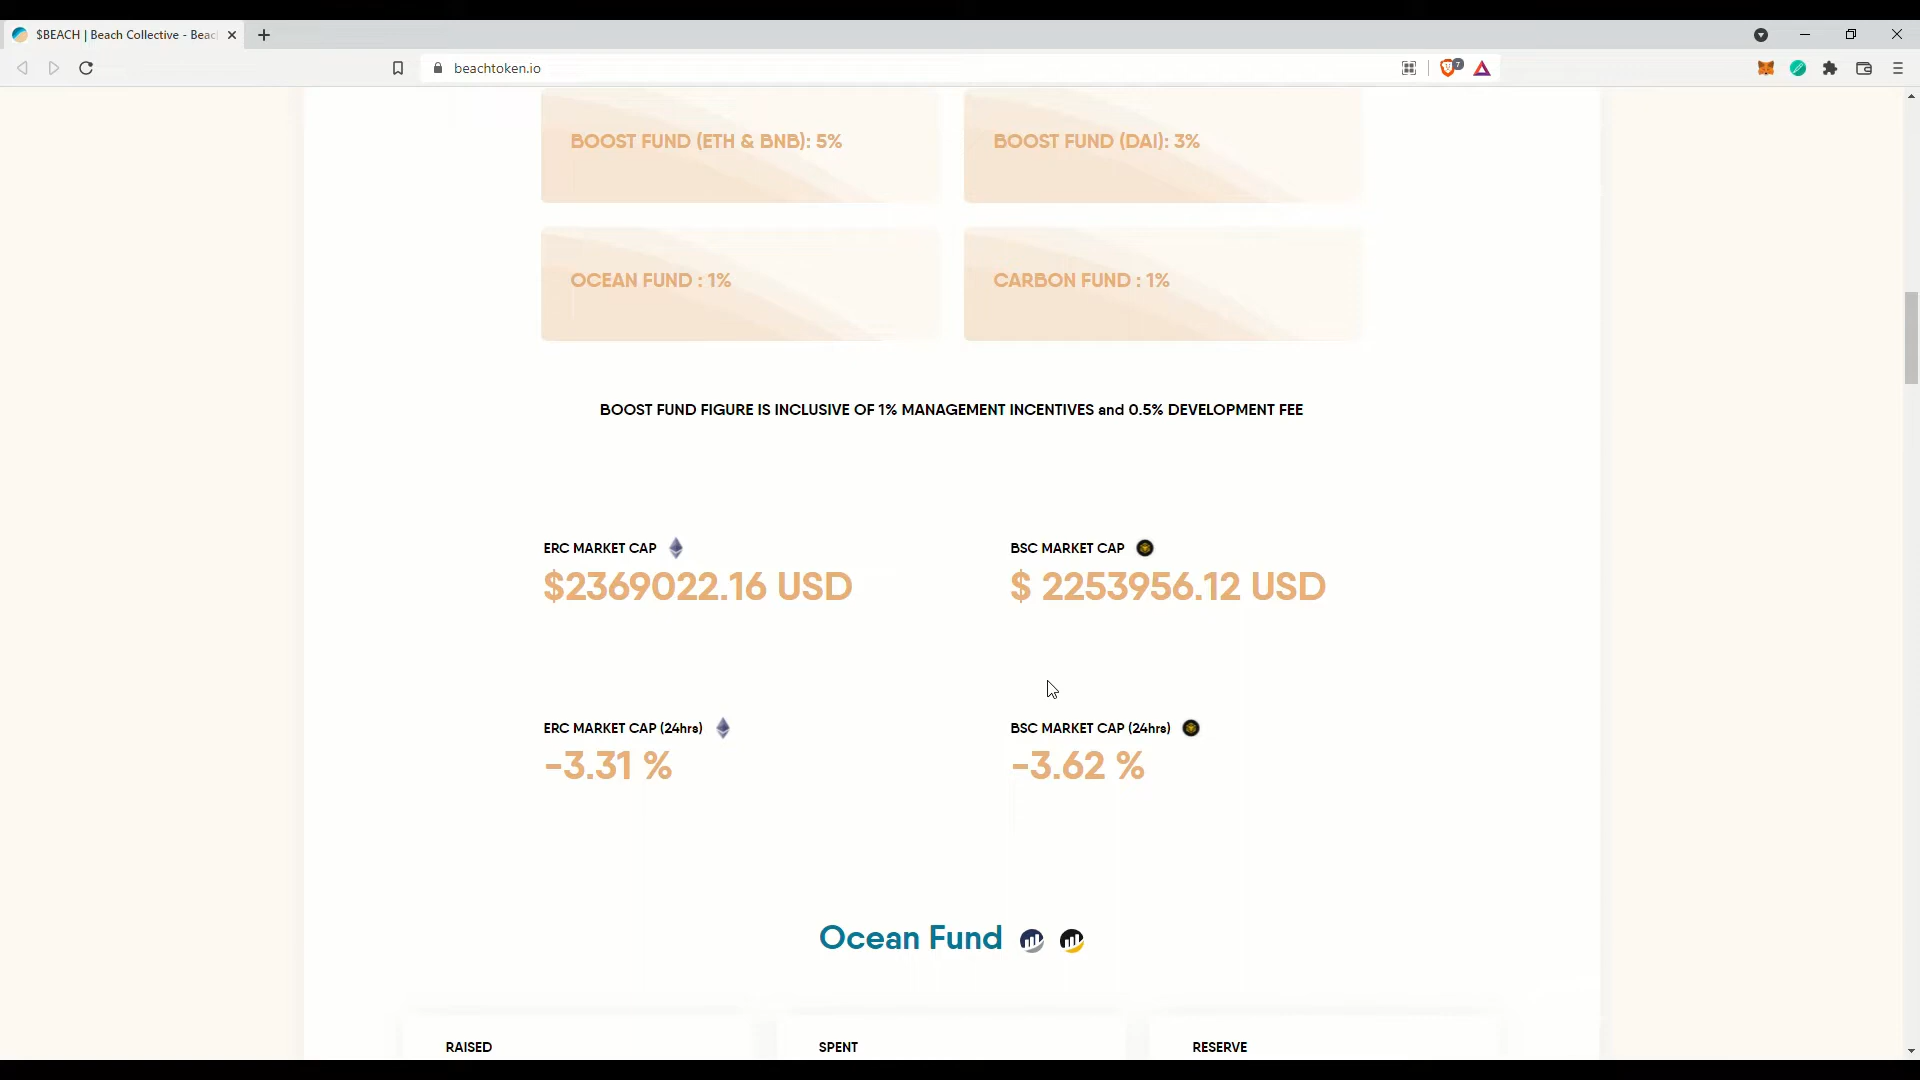 $BEACH | Beach Collective - Beac
beachtoken.io
7
BOOST FUND (ETH & BNB): 5%
BOOST FUND (DAI): 3%
OCEAN FUND : 1%
CARBON FUND : 1%
BOOST FUND FIGURE IS INCLUSIVE OF 1% MANAGEMENT INCENTIVES and 0.5% DEVELOPMENT FEE
ERC MARKET CAP
$2369022.16 USD
BSC MARKET CAP
$ 2253956.12 USD
ERC MARKET CAP (24hrs)
-3.31 %
BSC MARKET CAP (24hrs)
-3.62 %
Ocean Fund
RAISED
SPENT
RESERVE